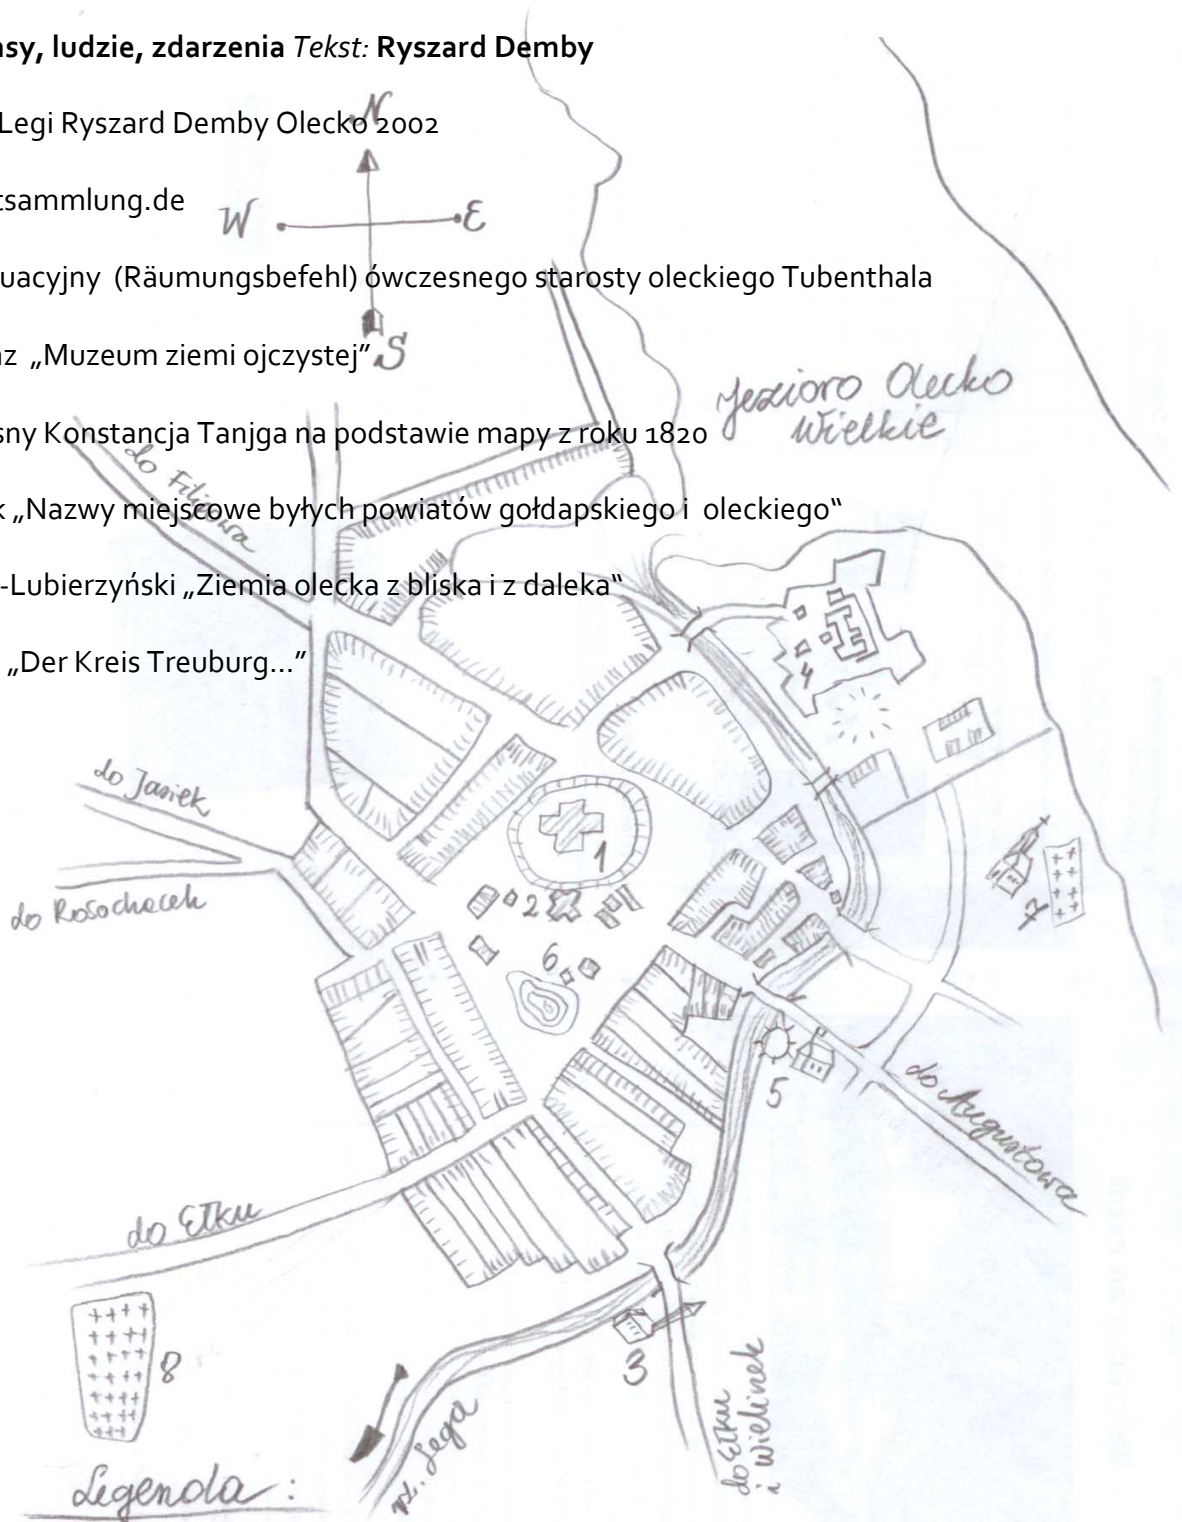 asy, ludzie, zdarzenia Tekst: Ryszard Demby
Legi Ryszard Demby Olecko 2002
N
tsammlung.de
W
E
uacyjny (Räumungsbefehl) ówczesnego starosty oleckiego Tubenthala
az „Muzeum ziemi ojczystej”
S
Jezioro Olecko
Wielkie
sny Konstancja Tanjga na podstawie mapy z roku 1820
do Filipowa
k „Nazwy miejscowe byłych powiatów gołdapskiego i oleckiego“
-Lubierzyński „Ziemia olecka z bliska i z daleka“
„Der Kreis Treuburg...”
4
do Jasiek
1
do Rosochacek
2
7
6
5
do Augustowa
do Ełku
8
3
rz. Lega
do Ełku
i Wielinek
Legenda :